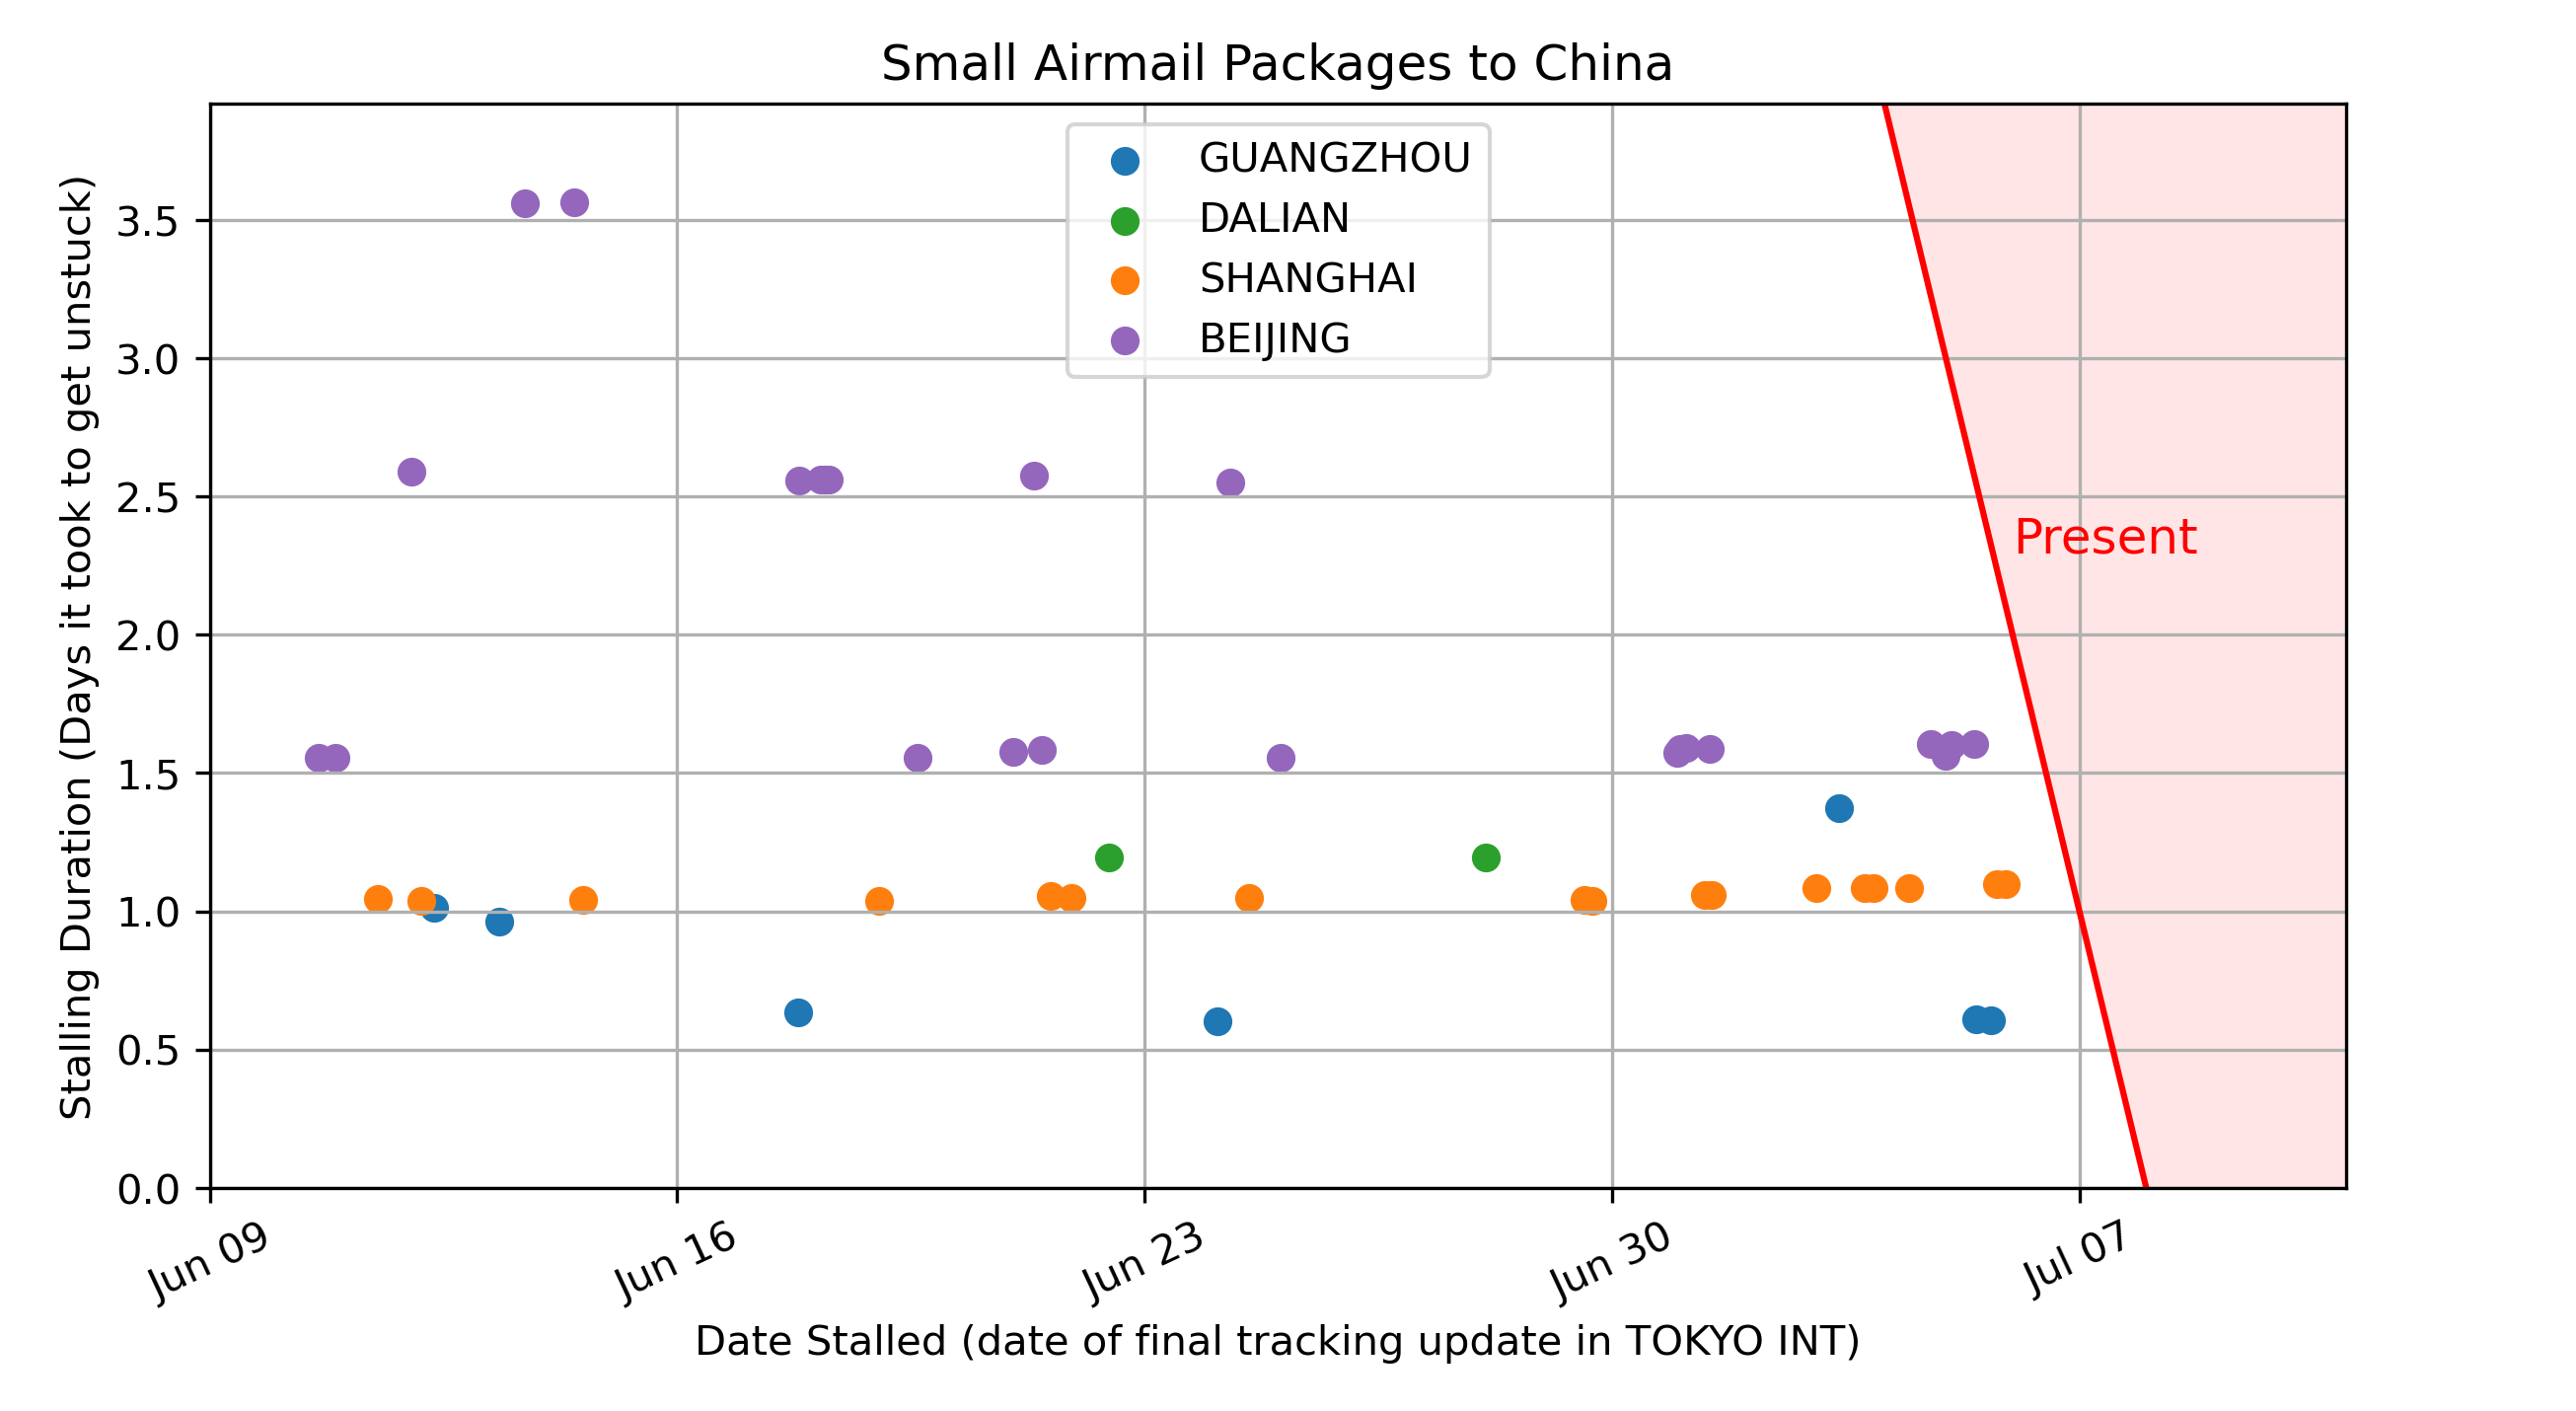 Small Airmail Packages to China
GUANGZHOU
DALIAN
SHANGHAI
BEIJING
Present
Stalling Duration (Days it took to get unstuck)
3.5
3.0
2.5
2.0
1.5
1.0
0.5
0.0
Jun 09
Jun 16
Jun 23
Jun 30
Jul 07
Date Stalled (date of final tracking update in TOKYO INT)